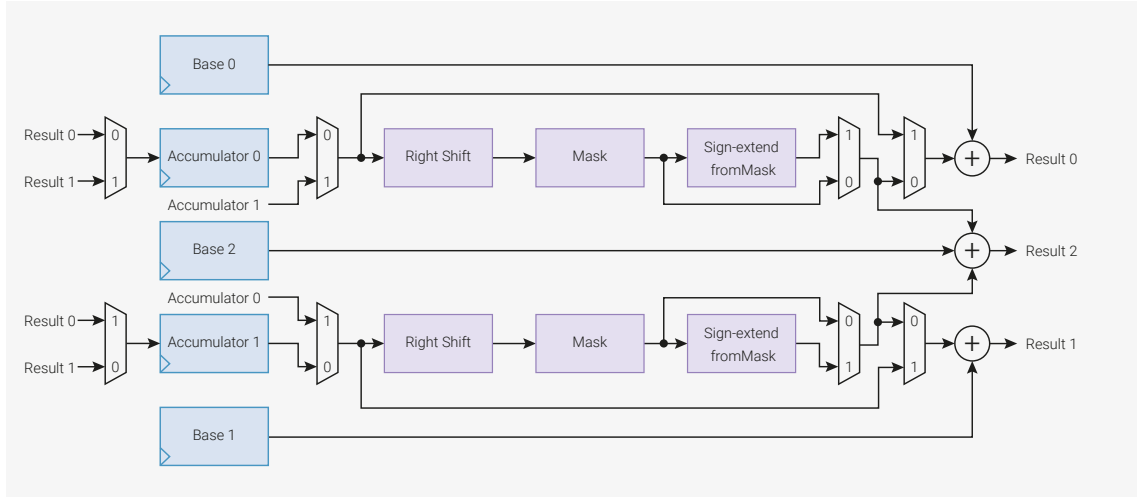 Base 0
Result 0
0
Accumulator 0
0
Right Shift
Mask
Sign-extend
fromMask
1
1
+
Result 0
Result 1
1
1
0
0
Accumulator 1
Base 2
+
Result 2
Accumulator 0
Result 0
1
Accumulator 1
1
Right Shift
Mask
Sign-extend
fromMask
0
0
+
Result 1
Result 1
0
0
1
1
Base 1